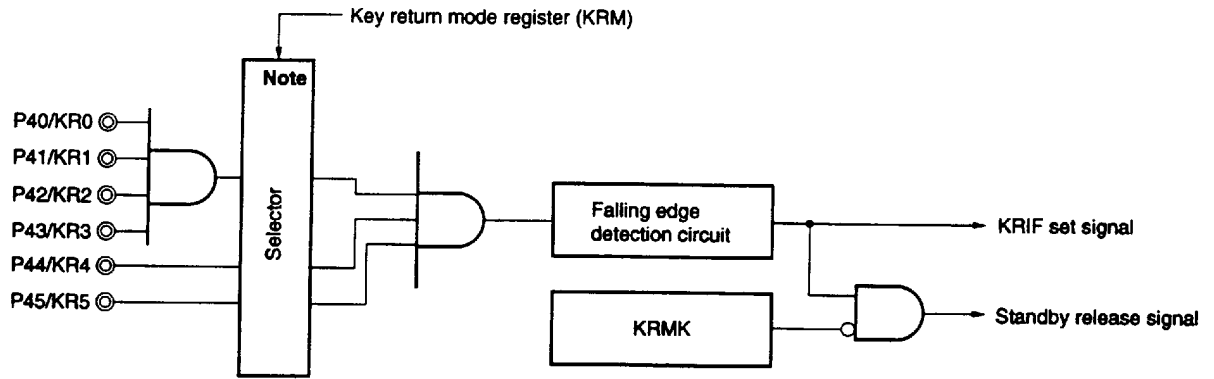 Key return mode register (KRM)
Note
P40/KR0
P41/KR1
P42/KR2
P43/KR3
P44/KR4
P45/KR5
Selector
Falling edge
detection circuit
KRIF set signal
KRMK
Standby release signal